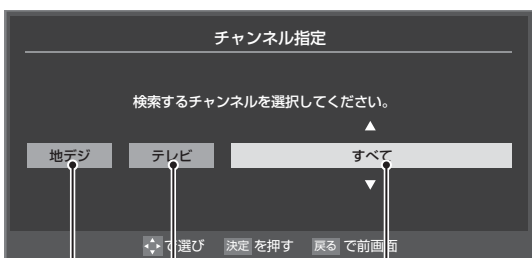 チャンネル指定
検索するチャンネルを選択してください。
地デジ テレビ すべて
で選び 決定 を押す 戻る で前画面